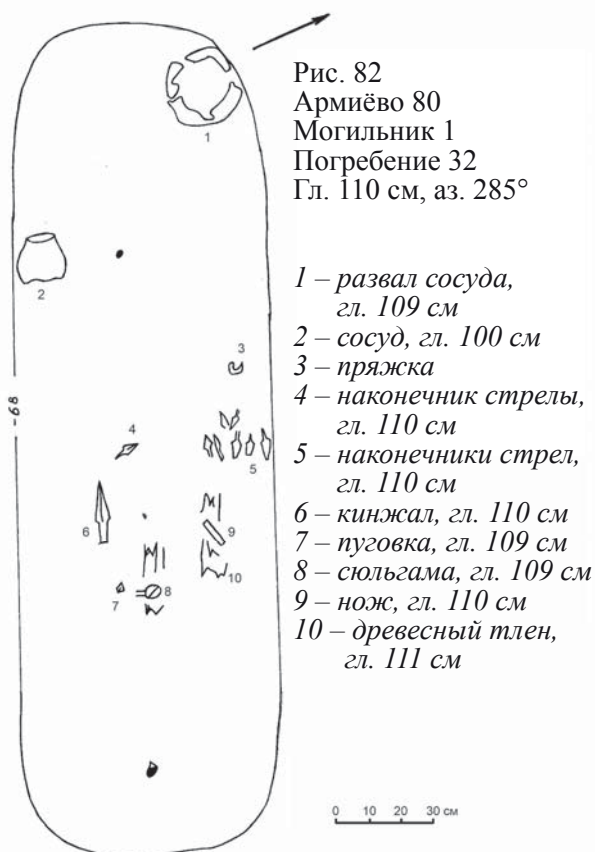 Рис. 82
Армиёво 80
Могильник 1
Погребение 32
Гл. 110 см, аз. 285°
1 – развал сосуда,
гл. 109 см
2 – сосуд, гл. 100 см
3 – пряжка
4 – наконечник стрелы,
гл. 110 см
5 – наконечники стрел,
гл. 110 см
6 – кинжал, гл. 110 см
7 – пуговка, гл. 109 см
8 – сюльгама, гл. 109 см
9 – нож, гл. 110 см
10 – древесный тлен,
гл. 111 см
1
2
3
-68
4
5
6
9
10
7
8
0 10 20 30 см